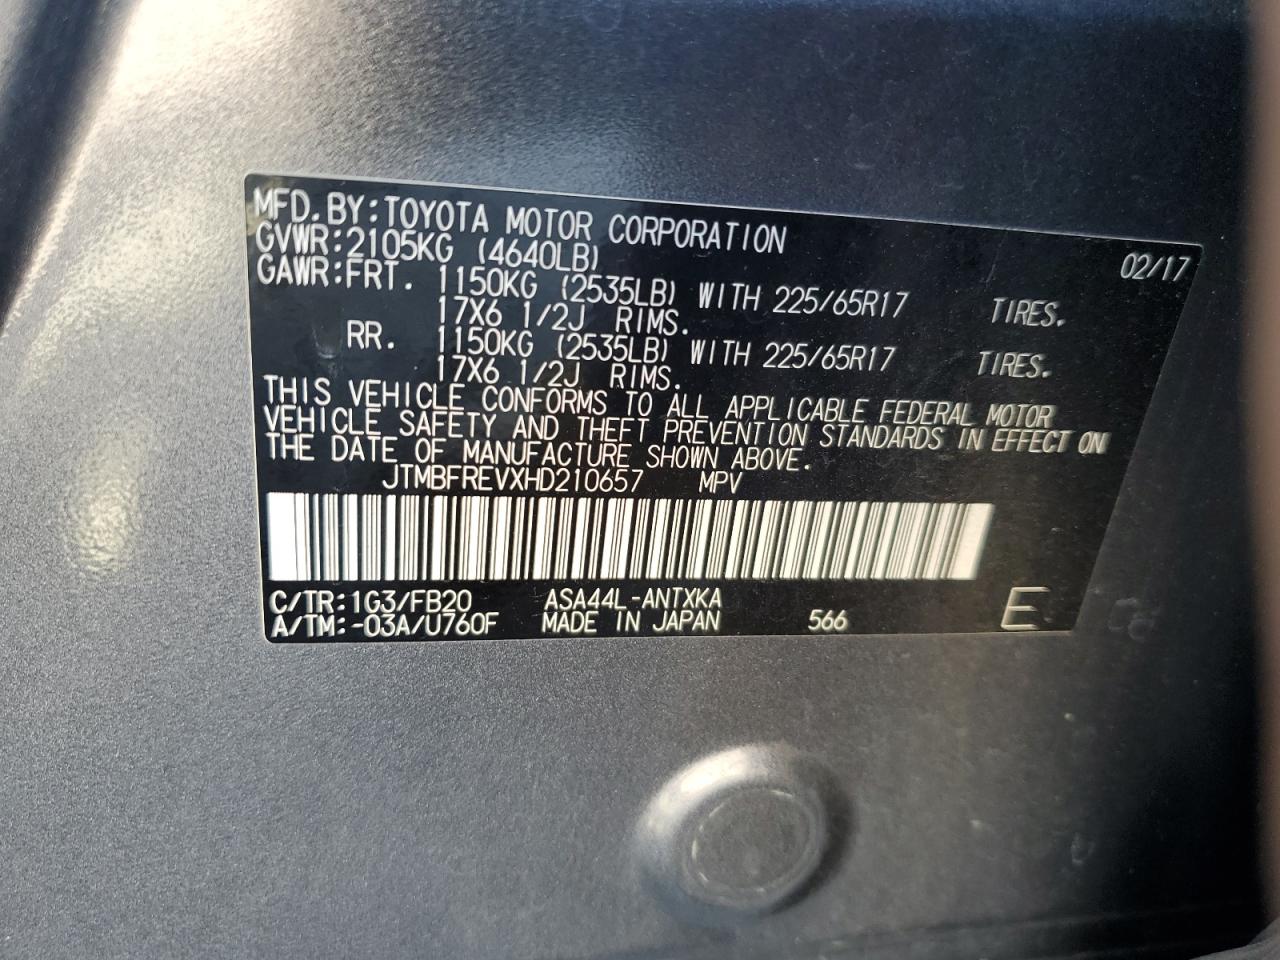 MFD. BY: TOYOTA MOTOR CORPORATION 02/17
GVWR: 2105KG (4640LB)
GAWR: FRT. 1150KG (2535LB) WITH 225/65R17 TIRES.
17X6 1/2J RIMS.
RR. 1150KG (2535LB) WITH 225/65R17 TIRES.
17X6 1/2J RIMS.
THIS VEHICLE CONFORMS TO ALL APPLICABLE FEDERAL MOTOR
VEHICLE SAFETY AND THEFT PREVENTION STANDARDS IN EFFECT ON
THE DATE OF MANUFACTURE SHOWN ABOVE.
JTMBFREVXHD210657 MPV
C/TR: 1G3/FB20 ASA44L-ANTXKA
A/TM: -03A/U760F MADE IN JAPAN 566 E